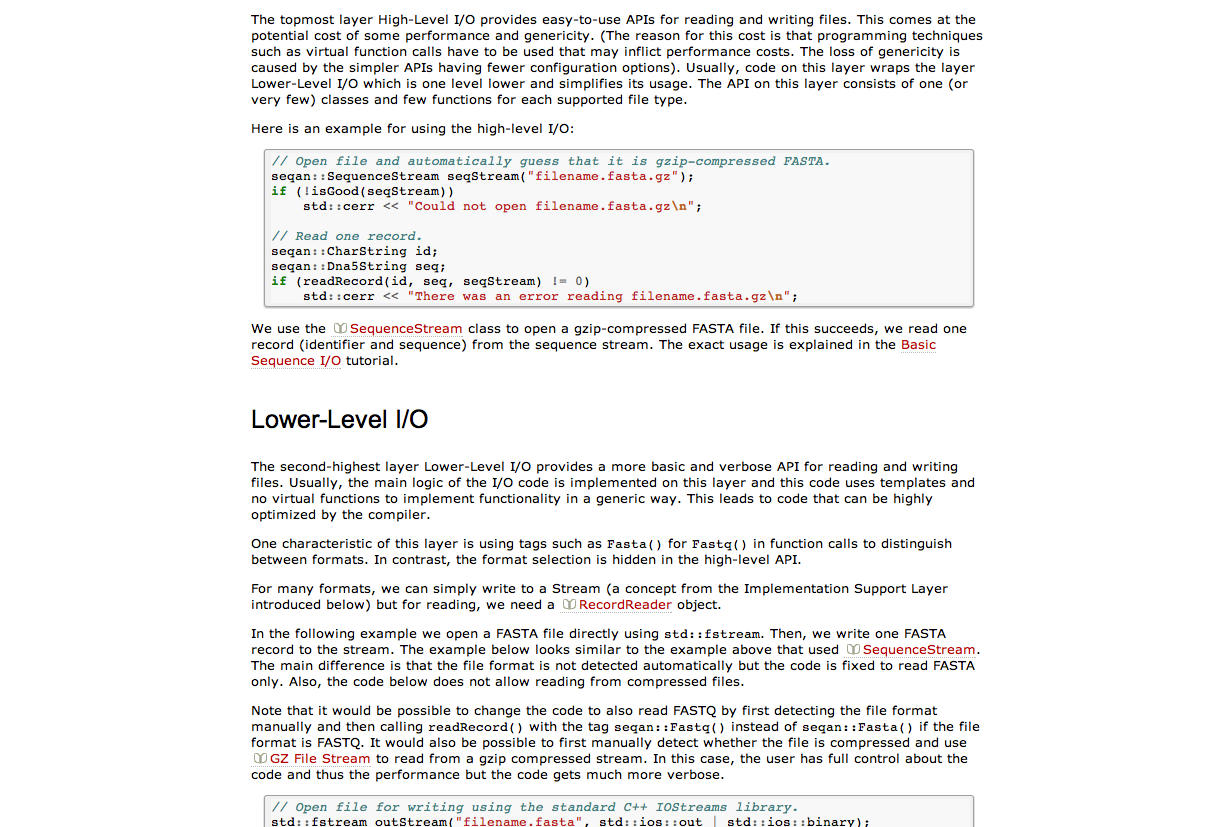 The topmost layer High-Level I/O provides easy-to-use APIs for reading and writing files. This comes at the
potential cost of some performance and genericity. (The reason for this cost is that programming techniques
such as virtual function calls have to be used that may inflict performance costs. The loss of genericity is
caused by the simpler APIs having fewer configuration options). Usually, code on this layer wraps the layer
Lower-Level I/O which is one level lower and simplifies its usage. The API on this layer consists of one (or
very few) classes and few functions for each supported file type.
Here is an example for using the high-level I/O:
// Open file and automatically guess that it is gzip-compressed FASTA.
seqan::SequenceStream seqStream("filename.fasta.gz");
if (!isGood(seqStream))
    std::cerr << "Could not open filename.fasta.gz\n";
// Read one record.
seqan::CharString id;
seqan::Dna5String seq;
if (readRecord(id, seq, seqStream) != 0)
    std::cerr << "There was an error reading filename.fasta.gz\n";
We use the SequenceStream class to open a gzip-compressed FASTA file. If this succeeds, we read one
record (identifier and sequence) from the sequence stream. The exact usage is explained in the Basic
Sequence I/O tutorial.
Lower-Level I/O
The second-highest layer Lower-Level I/O provides a more basic and verbose API for reading and writing
files. Usually, the main logic of the I/O code is implemented on this layer and this code uses templates and
no virtual functions to implement functionality in a generic way. This leads to code that can be highly
optimized by the compiler.
One characteristic of this layer is using tags such as Fasta() for Fastq() in function calls to distinguish
between formats. In contrast, the format selection is hidden in the high-level API.
For many formats, we can simply write to a Stream (a concept from the Implementation Support Layer
introduced below) but for reading, we need a RecordReader object.
In the following example we open a FASTA file directly using std::fstream. Then, we write one FASTA
record to the stream. The example below looks similar to the example above that used SequenceStream.
The main difference is that the file format is not detected automatically but the code is fixed to read FASTA
only. Also, the code below does not allow reading from compressed files.
Note that it would be possible to change the code to also read FASTQ by first detecting the file format
manually and then calling readRecord() with the tag seqan::Fastq() instead of seqan::Fasta() if the file
format is FASTQ. It would also be possible to first manually detect whether the file is compressed and use
GZ File Stream to read from a gzip compressed stream. In this case, the user has full control about the
code and thus the performance but the code gets much more verbose.
// Open file for writing using the standard C++ IOStreams library.
std::fstream outStream("filename.fasta", std::ios::out | std::ios::binary);